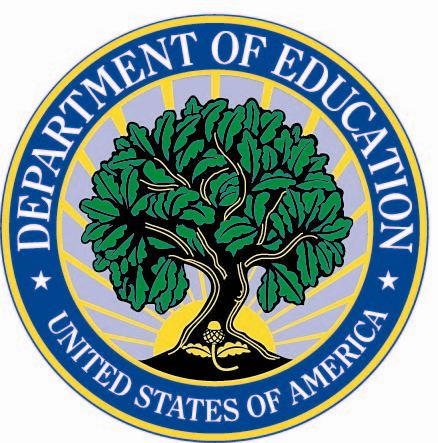 DEPARTMENT OF EDUCATION
UNITED STATES OF AMERICA